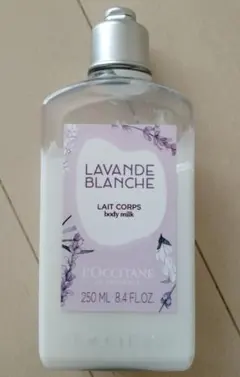 LAVANDE
BLANCHE
LAIT CORPS
body milk
L'OCCITANE
250 ML 8.4 FL.OZ.